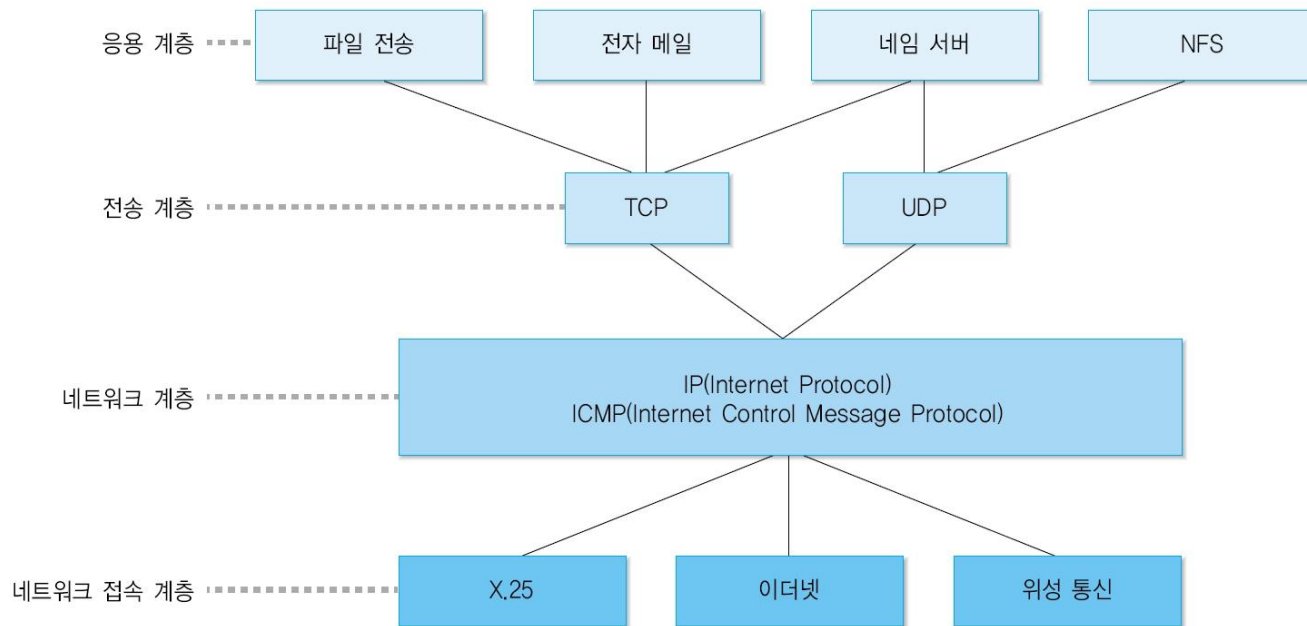 응용 계층
파일 전송
전자 메일
네임 서버
NFS
전송 계층
TCP
UDP
네트워크 계층
IP(Internet Protocol)
ICMP(Internet Control Message Protocol)
네트워크 접속 계층
X.25
이더넷
위성 통신